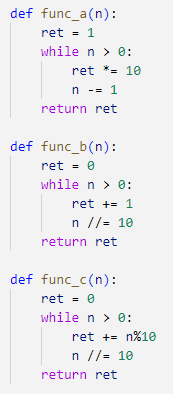 def func_a(n):
    ret = 1
    while n > 0:
        ret *= 10
        n -= 1
    return ret

def func_b(n):
    ret = 0
    while n > 0:
        ret += 1
        n //= 10
    return ret

def func_c(n):
    ret = 0
    while n > 0:
        ret += n%10
        n //= 10
    return ret